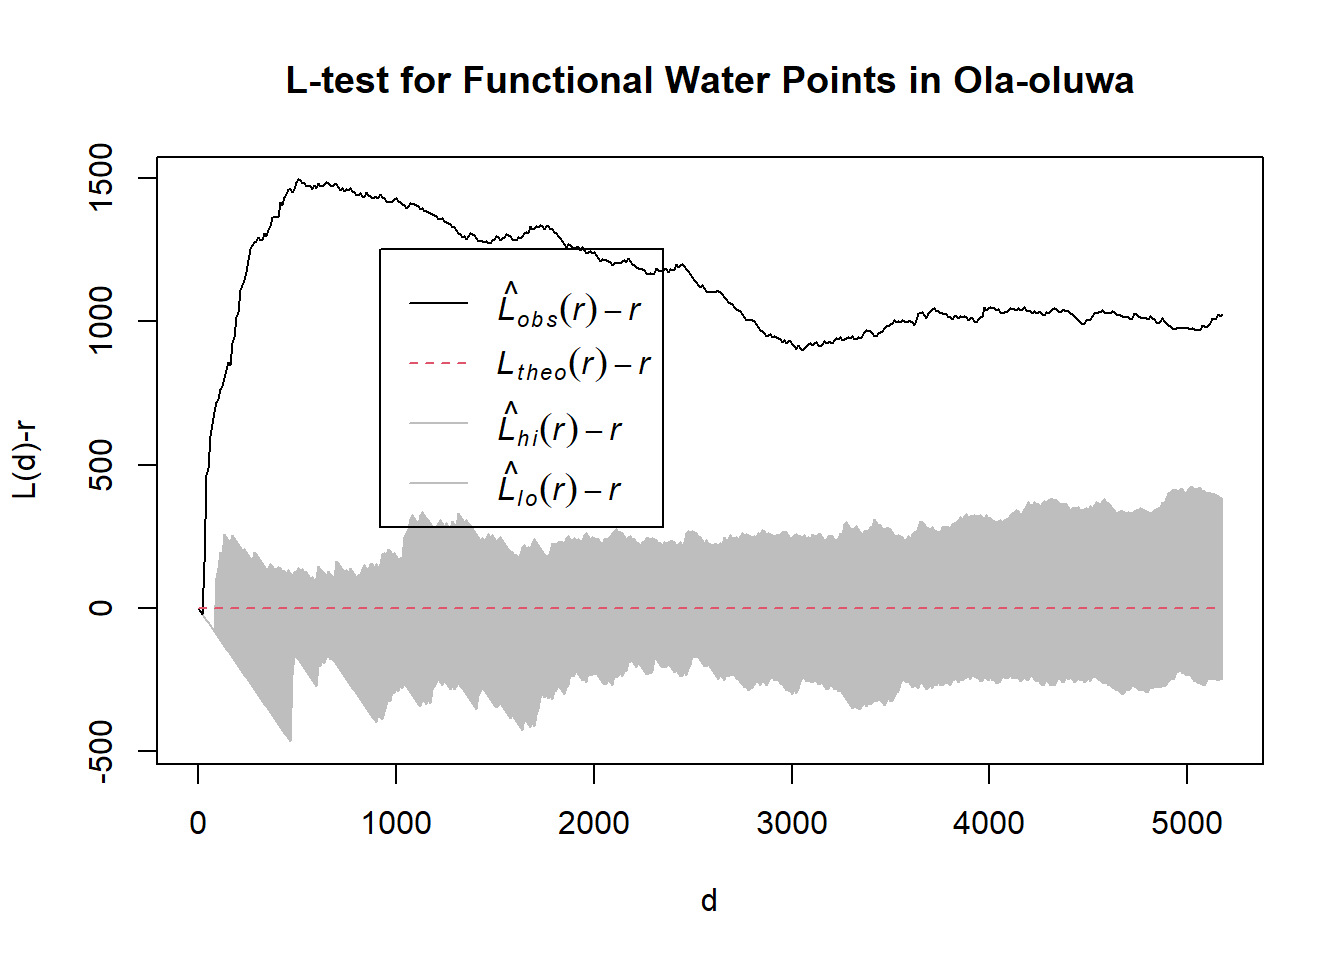 L-test for Functional Water Points in Ola-oluwa
L(d)-r
1500
1000
500
0
-500
L̂obs(r) − r
Ltheo(r) − r
L̂hi(r) − r
L̂lo(r) − r
0 1000 2000 3000 4000 5000
d